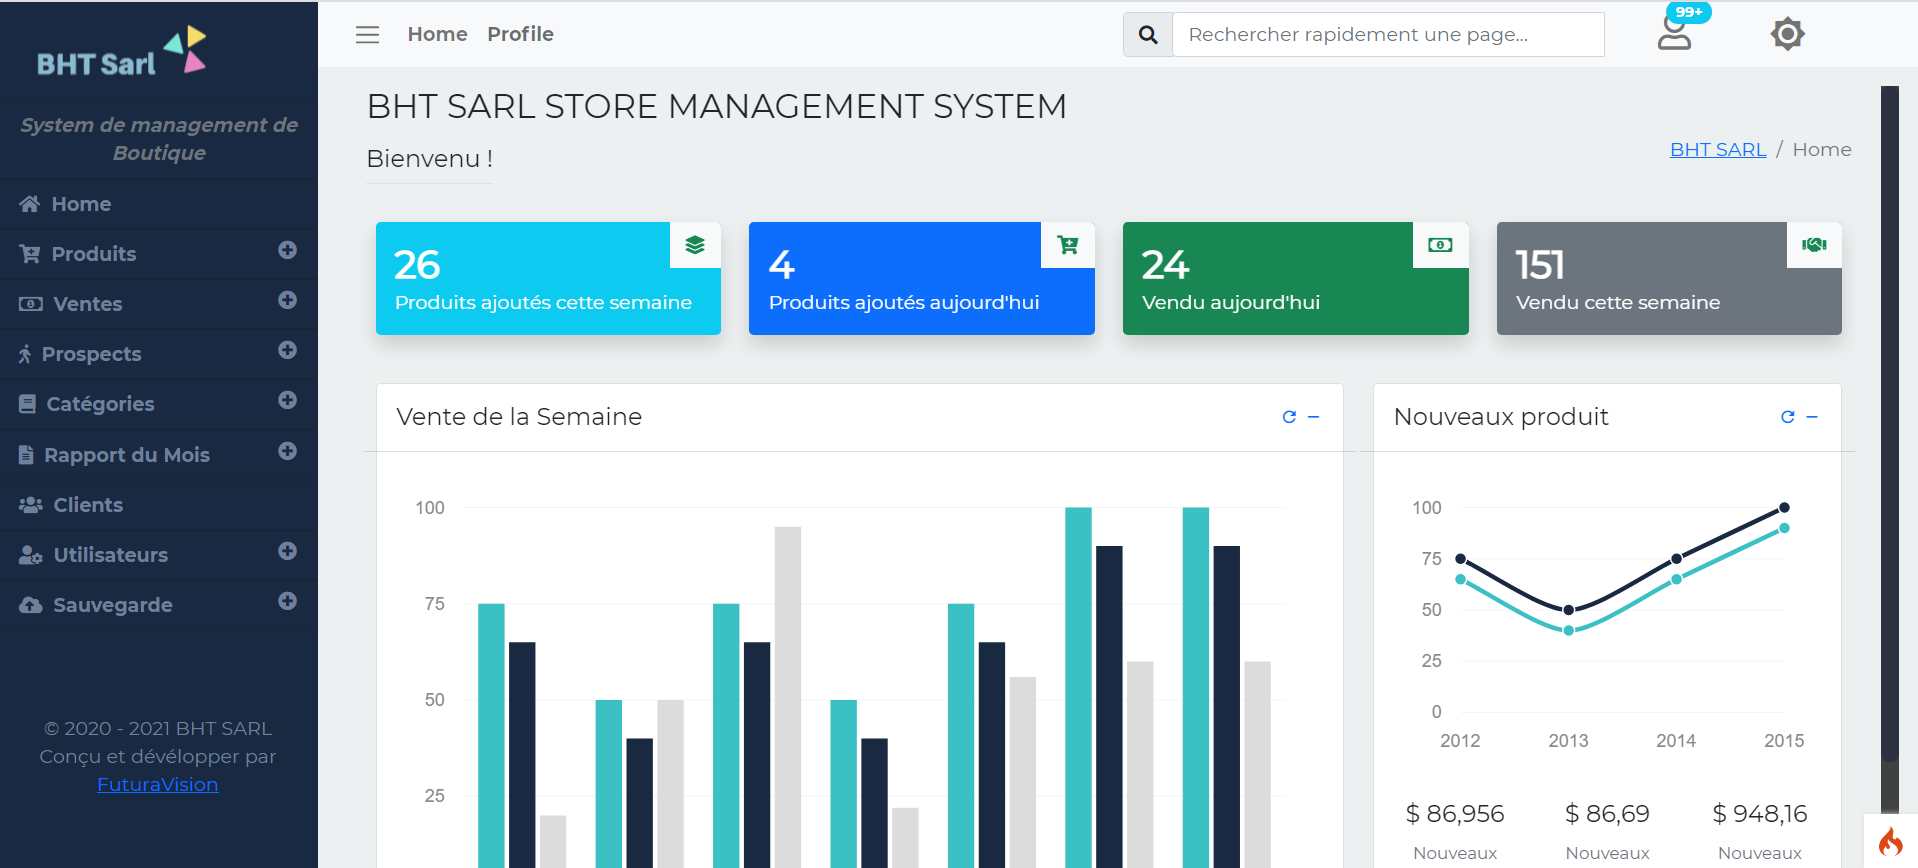 BHT Sarl
System de management de
Boutique
Home
Produits
Ventes
Prospects
Catégories
Rapport du Mois
Clients
Utilisateurs
Sauvegarde
© 2020 - 2021 BHT SARL
Conçu et dévélopper par
FuturaVision
Home Profile
Rechercher rapidement une page...
99+
BHT SARL STORE MANAGEMENT SYSTEM
Bienvenu !
BHT SARL / Home
26
Produits ajoutés cette semaine
4
Produits ajoutés aujourd'hui
24
Vendu aujourd'hui
151
Vendu cette semaine
Vente de la Semaine
100
75
50
25
Nouveaux produit
100
75
50
25
0
2012 2013 2014 2015
$ 86,956 $ 86,69 $ 948,16
Nouveaux Nouveaux Nouveaux